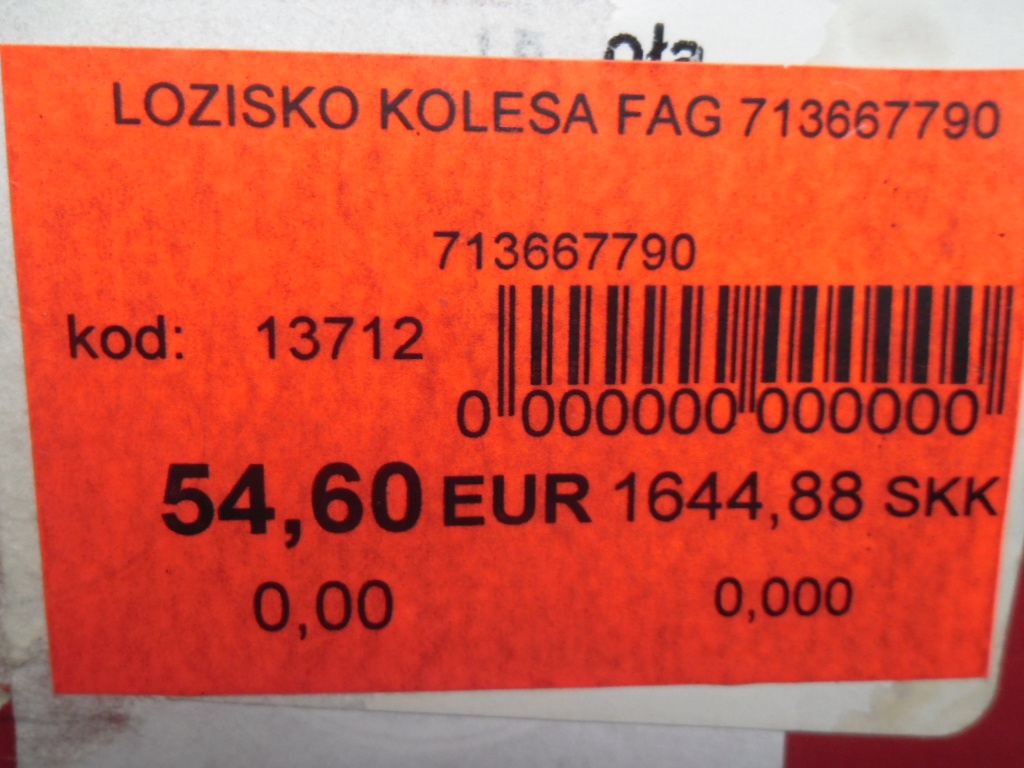 ota
LOZISKO KOLESA FAG 713667790
713667790
kod: 13712
0 000000 000000
54,60 EUR 1644,88 SKK
0,00 0,000